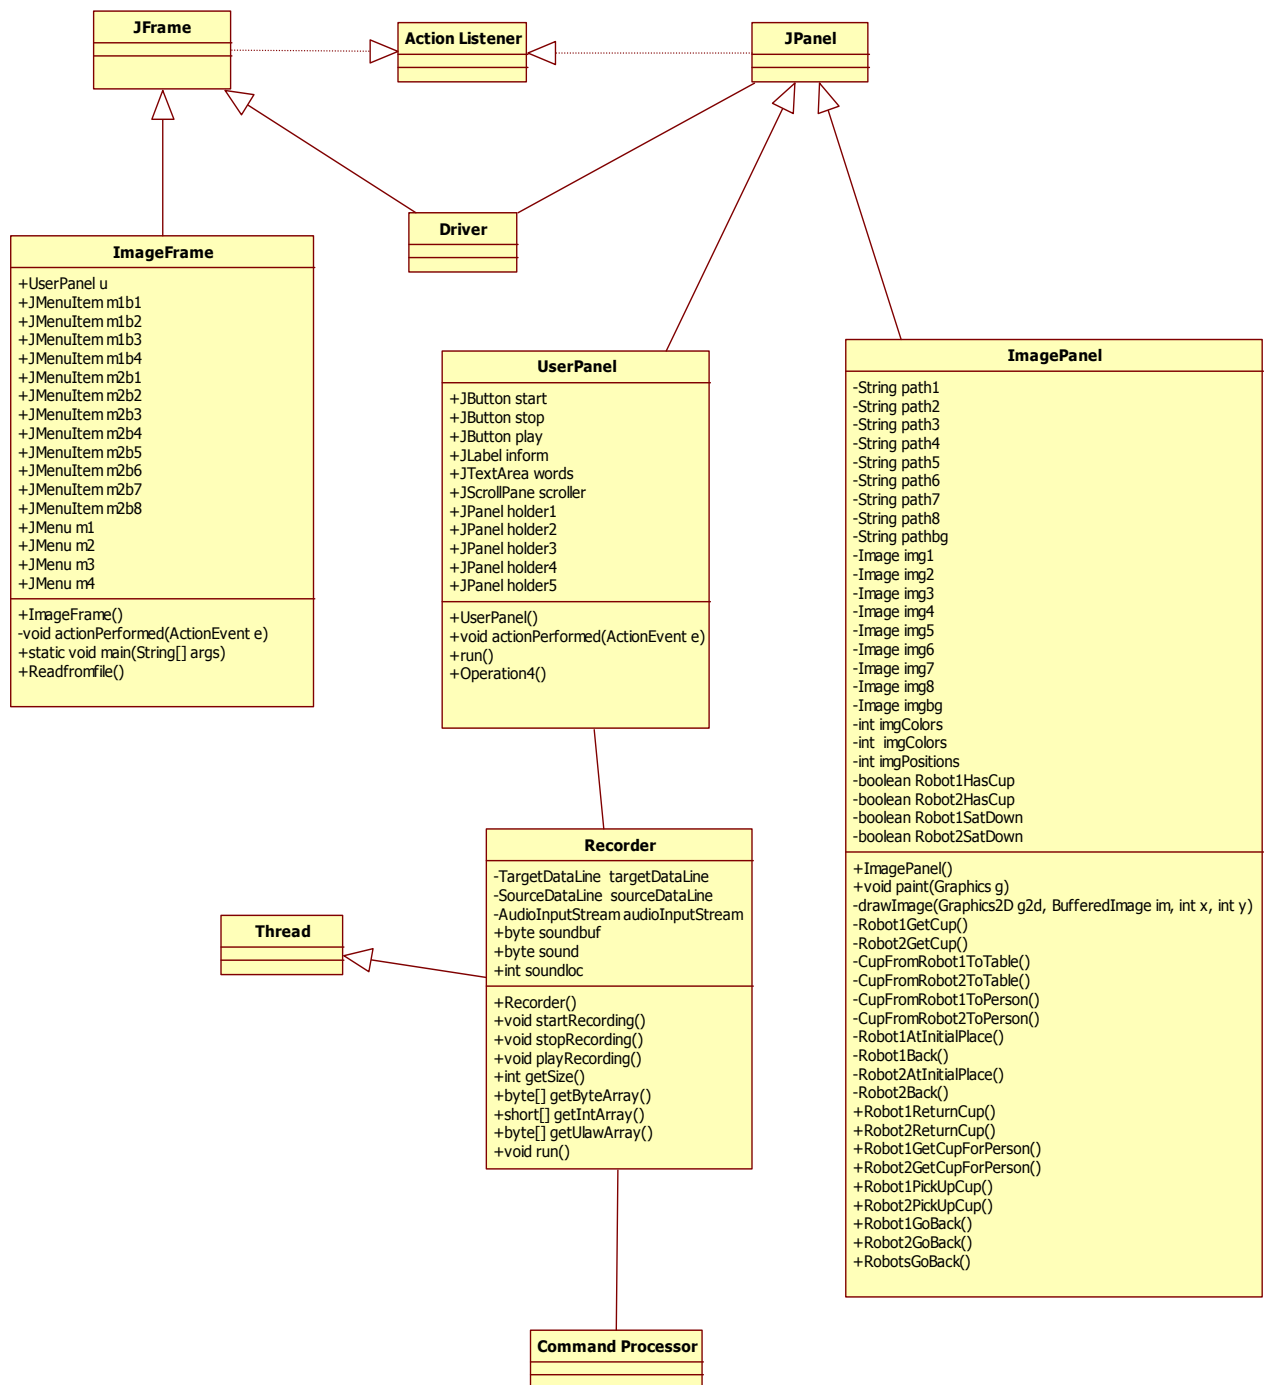 JFrame
Action Listener
JPanel
Driver
ImageFrame
+UserPanel u
+JMenuItem m1b1
+JMenuItem m1b2
+JMenuItem m1b3
+JMenuItem m1b4
+JMenuItem m2b1
+JMenuItem m2b2
+JMenuItem m2b3
+JMenuItem m2b4
+JMenuItem m2b5
+JMenuItem m2b6
+JMenuItem m2b7
+JMenuItem m2b8
+JMenu m1
+JMenu m2
+JMenu m3
+JMenu m4
+ImageFrame()
-void actionPerformed(ActionEvent e)
+static void main(String[] args)
+Readfromfile()
UserPanel
+JButton start
+JButton stop
+JButton play
+JLabel inform
+JTextArea words
+JScrollPane scroller
+JPanel holder1
+JPanel holder2
+JPanel holder3
+JPanel holder4
+JPanel holder5
+UserPanel()
+void actionPerformed(ActionEvent e)
+run()
+Operation4()
ImagePanel
-String path1
-String path2
-String path3
-String path4
-String path5
-String path6
-String path7
-String path8
-String pathbg
-Image img1
-Image img2
-Image img3
-Image img4
-Image img5
-Image img6
-Image img7
-Image img8
-Image imgbg
-int imgColors
-int imgColors
-int imgPositions
-boolean Robot1HasCup
-boolean Robot2HasCup
-boolean Robot1SatDown
-boolean Robot2SatDown
+ImagePanel()
+void paint(Graphics g)
-drawImage(Graphics2D g2d, BufferedImage im, int x, int y)
-Robot1GetCup()
-Robot2GetCup()
-CupFromRobot1ToTable()
-CupFromRobot2ToTable()
-CupFromRobot1ToPerson()
-CupFromRobot2ToPerson()
-Robot1AtInitialPlace()
-Robot1Back()
-Robot2AtInitialPlace()
-Robot2Back()
+Robot1ReturnCup()
+Robot2ReturnCup()
+Robot1GetCupForPerson()
+Robot2GetCupForPerson()
+Robot1PickUpCup()
+Robot2PickUpCup()
+Robot1GoBack()
+Robot2GoBack()
+RobotsGoBack()
Recorder
-TargetDataLine targetDataLine
-SourceDataLine sourceDataLine
-AudioInputStream audioInputStream
+byte soundbuf
+byte sound
+int soundloc
+Recorder()
+void startRecording()
+void stopRecording()
+void playRecording()
+int getSize()
+byte[] getByteArray()
+short[] getIntArray()
+byte[] getUlawArray()
+void run()
Thread
Command Processor